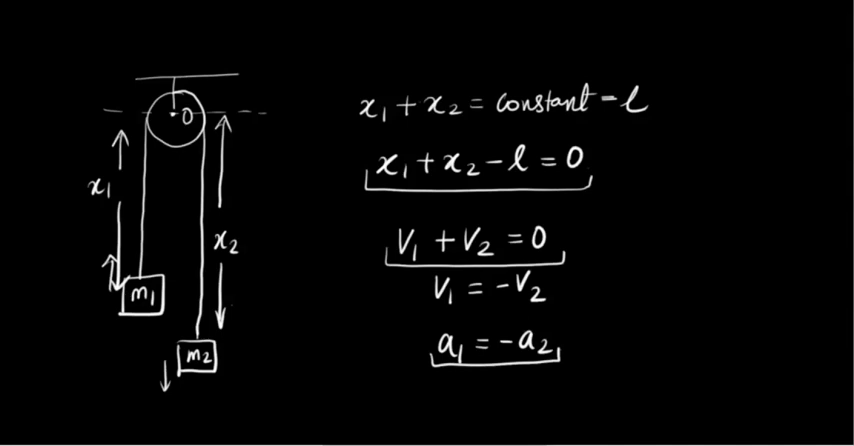 x₁ + x₂ = constant - l
x₁ + x₂ - l = 0
V₁ + V₂ = 0
V₁ = -V₂
a₁ = -a₂
O
x₁
x₂
m₁
m₂